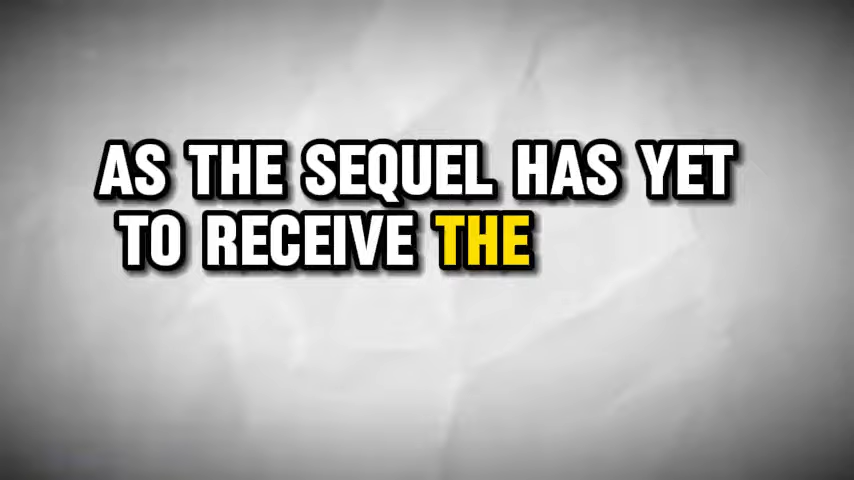 AS THE SEQUEL HAS YET
TO RECEIVE THE